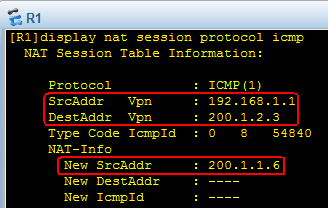 R1
[R1]display nat session protocol icmp
NAT Session Table Information:
Protocol : ICMP(1)
SrcAddr Vpn : 192.168.1.1
DestAddr Vpn : 200.1.2.3
Type Code IcmpId : 0 8 54840
NAT-Info
New SrcAddr : 200.1.1.6
New DestAddr : ----
New IcmpId : ----